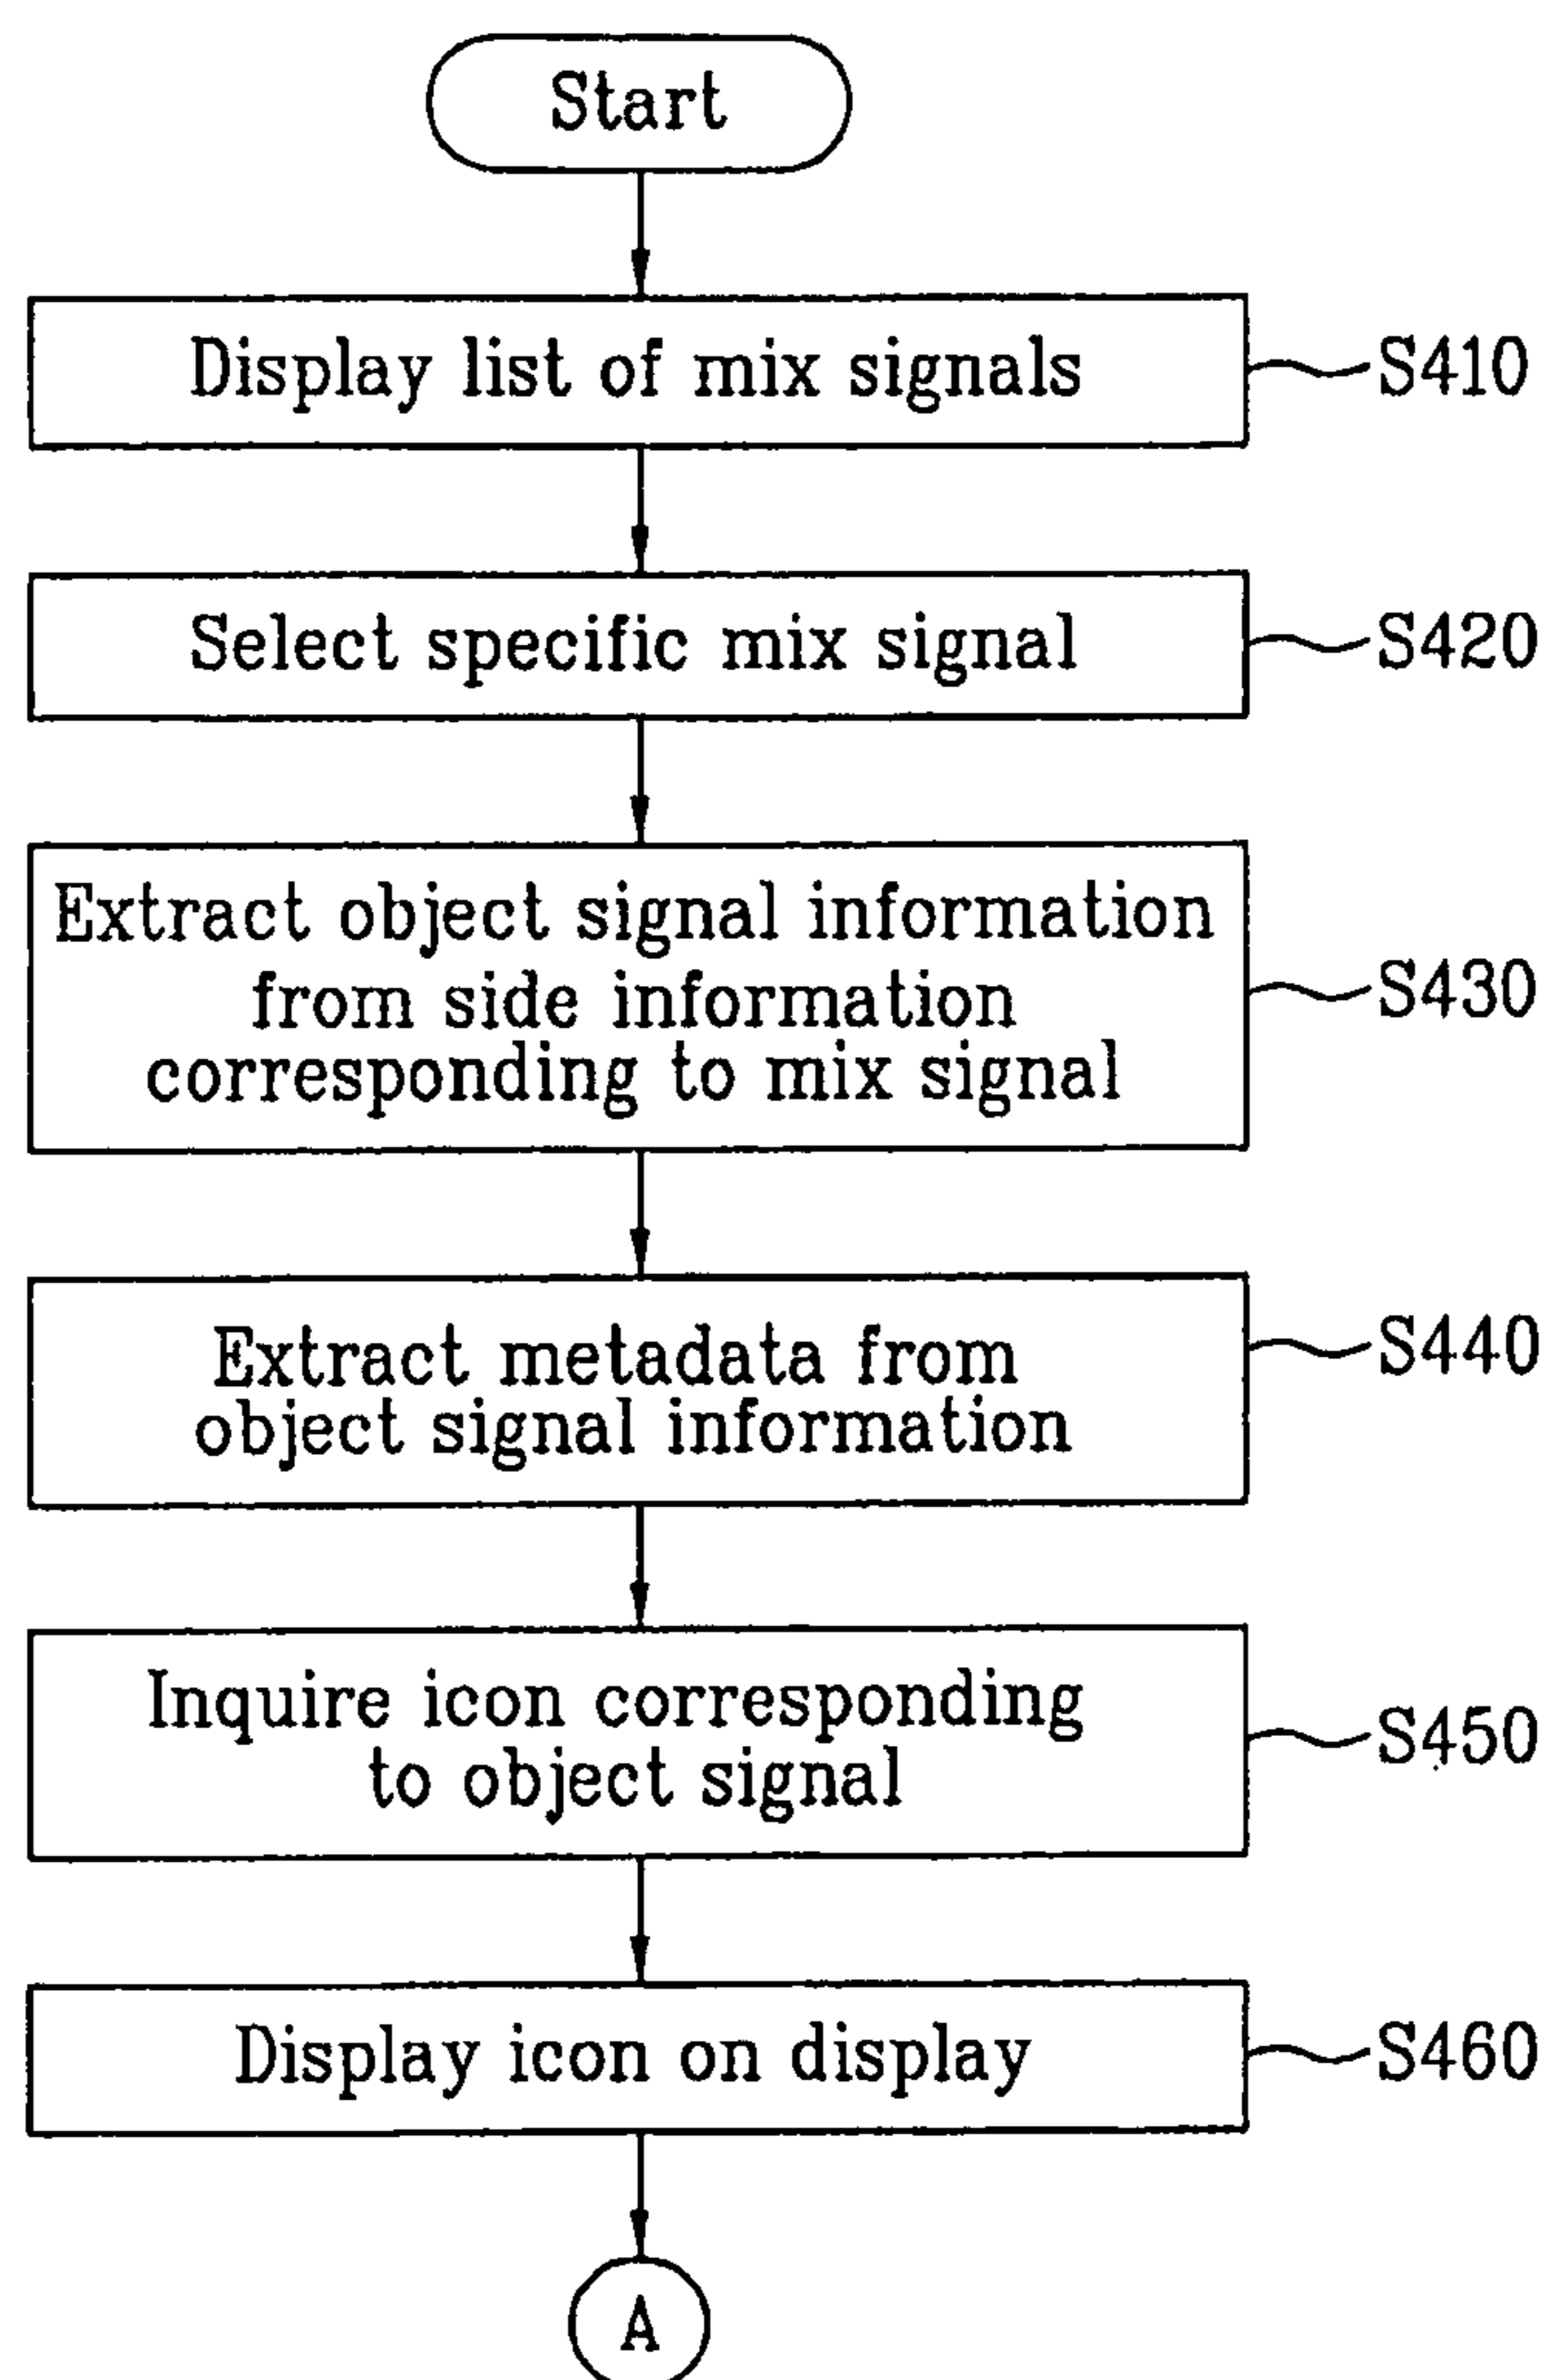 Start
Display list of mix signals
S410
Select specific mix signal
S420
Extract object signal information
from side information
corresponding to mix signal
S430
Extract metadata from
object signal information
S440
Inquire icon corresponding
to object signal
S450
Display icon on display
S460
A